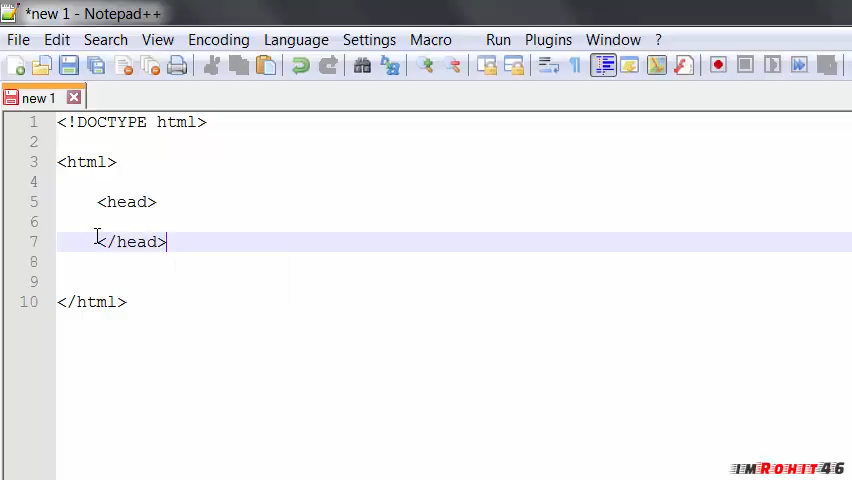 *new 1 - Notepad++
File Edit Search View Encoding Language Settings Macro Run Plugins Window ?
new 1
1 <!DOCTYPE html>
2
3 <html>
4
5 <head>
6
7 </head>
8
9
10 </html>
imRohit46